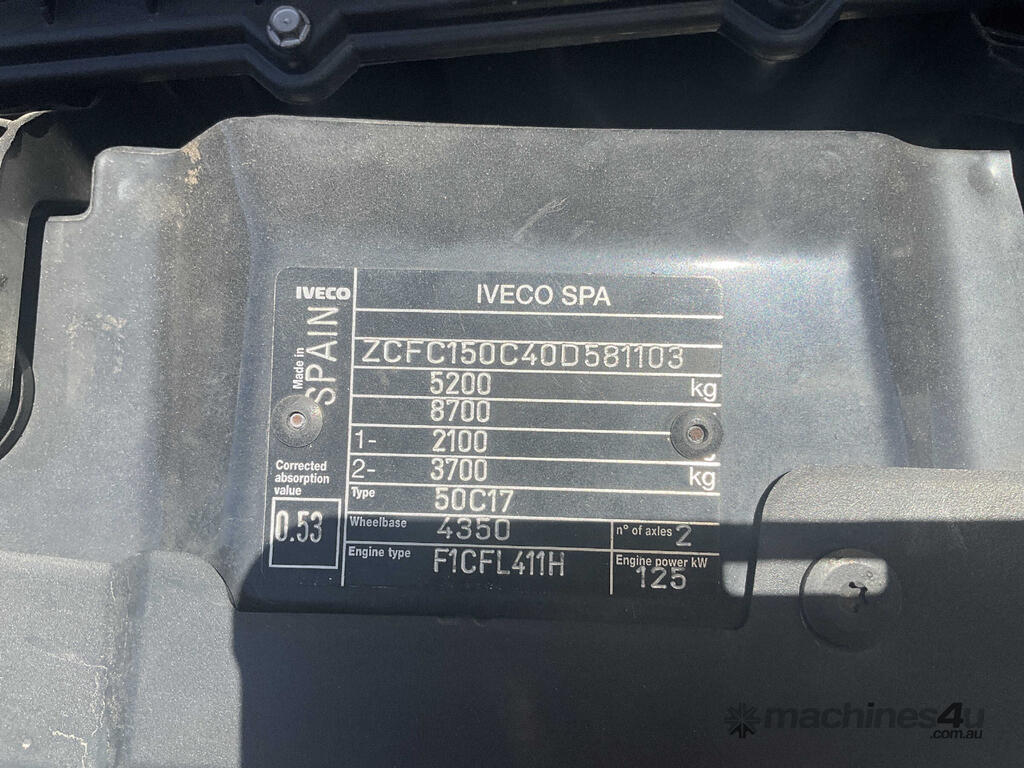 IVECO
IVECO SPA
Made in
SPAIN
ZCFC150C40D581103
5200 kg
8700
1- 2100
2- 3700 kg
Type 50C17
Corrected
absorption
value
0.53
Wheelbase 4350 n° of axles 2
Engine type F1CFL411H Engine power kW
125
machines4u
.com.au